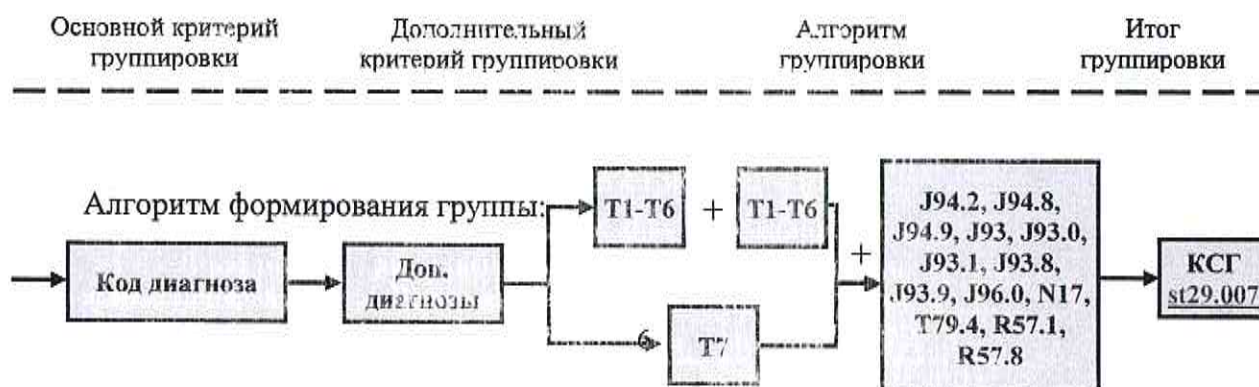 Основной критерий
группировки
Дополнительный
критерий группировки
Алгоритм
группировки
Итог
группировки
Алгоритм формирования группы:
Код диагноза
Доп.
диагнозы
T1-T6
+
T1-T6
6
T7
+
J94.2, J94.8,
J94.9, J93, J93.0,
J93.1, J93.8,
J93.9, J96.0, N17,
T79.4, R57.1,
R57.8
КСГ
st29.007